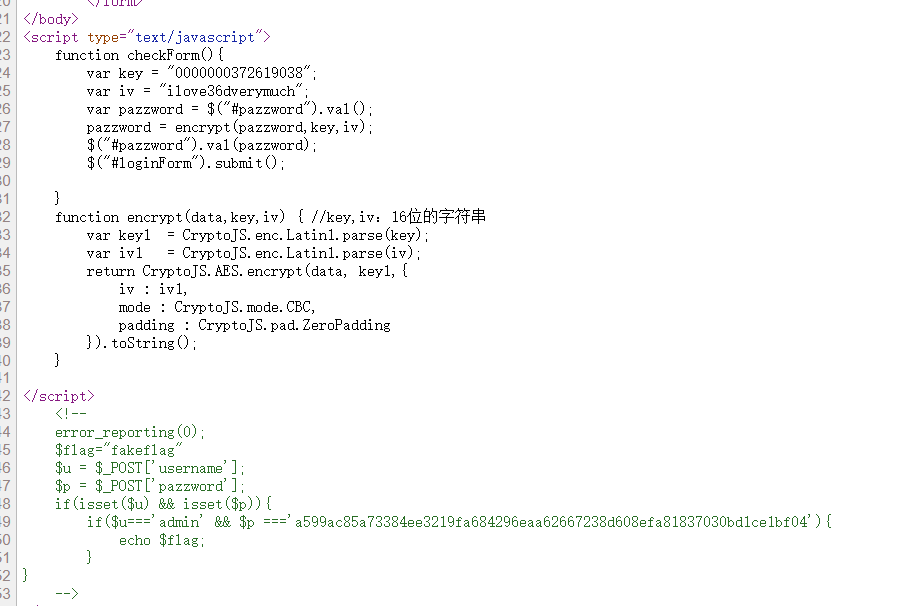 20 </form>
21 </body>
22 <script type="text/javascript">
23 function checkForm(){
24 var key = "0000000372619038";
25 var iv = "ilove36dverymuch";
26 var pazzword = $("#pazzword").val();
27 pazzword = encrypt(pazzword,key,iv);
28 $("#pazzword").val(pazzword);
29 $("#loginForm").submit();
30
31 }
32 function encrypt(data,key,iv) { //key,iv：16位的字符串
33 var key1 = CryptoJS.enc.Latin1.parse(key);
34 var iv1 = CryptoJS.enc.Latin1.parse(iv);
35 return CryptoJS.AES.encrypt(data, key1,{
36 iv : iv1,
37 mode : CryptoJS.mode.CBC,
38 padding : CryptoJS.pad.ZeroPadding
39 }).toString();
40 }
41
42 </script>
43 <!--
44 error_reporting(0);
45 $flag="fakeflag"
46 $u = $_POST['username'];
47 $p = $_POST['pazzword'];
48 if(isset($u) && isset($p)){
49 if($u==='admin' && $p ==='a599ac85a73384ee3219fa684296eaa62667238d608efa81837030bd1ce1bf04'){
50 echo $flag;
51 }
52 }
53 -->